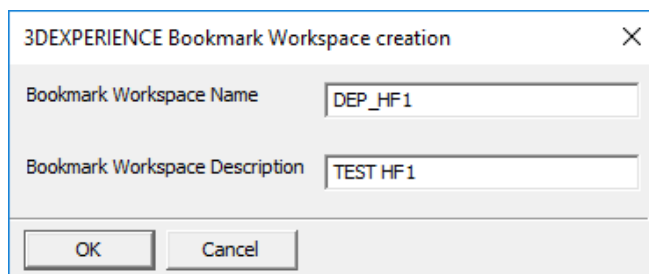 3DEXPERIENCE Bookmark Workspace creation
Bookmark Workspace Name DEP_HF1
Bookmark Workspace Description TEST HF1
OK Cancel